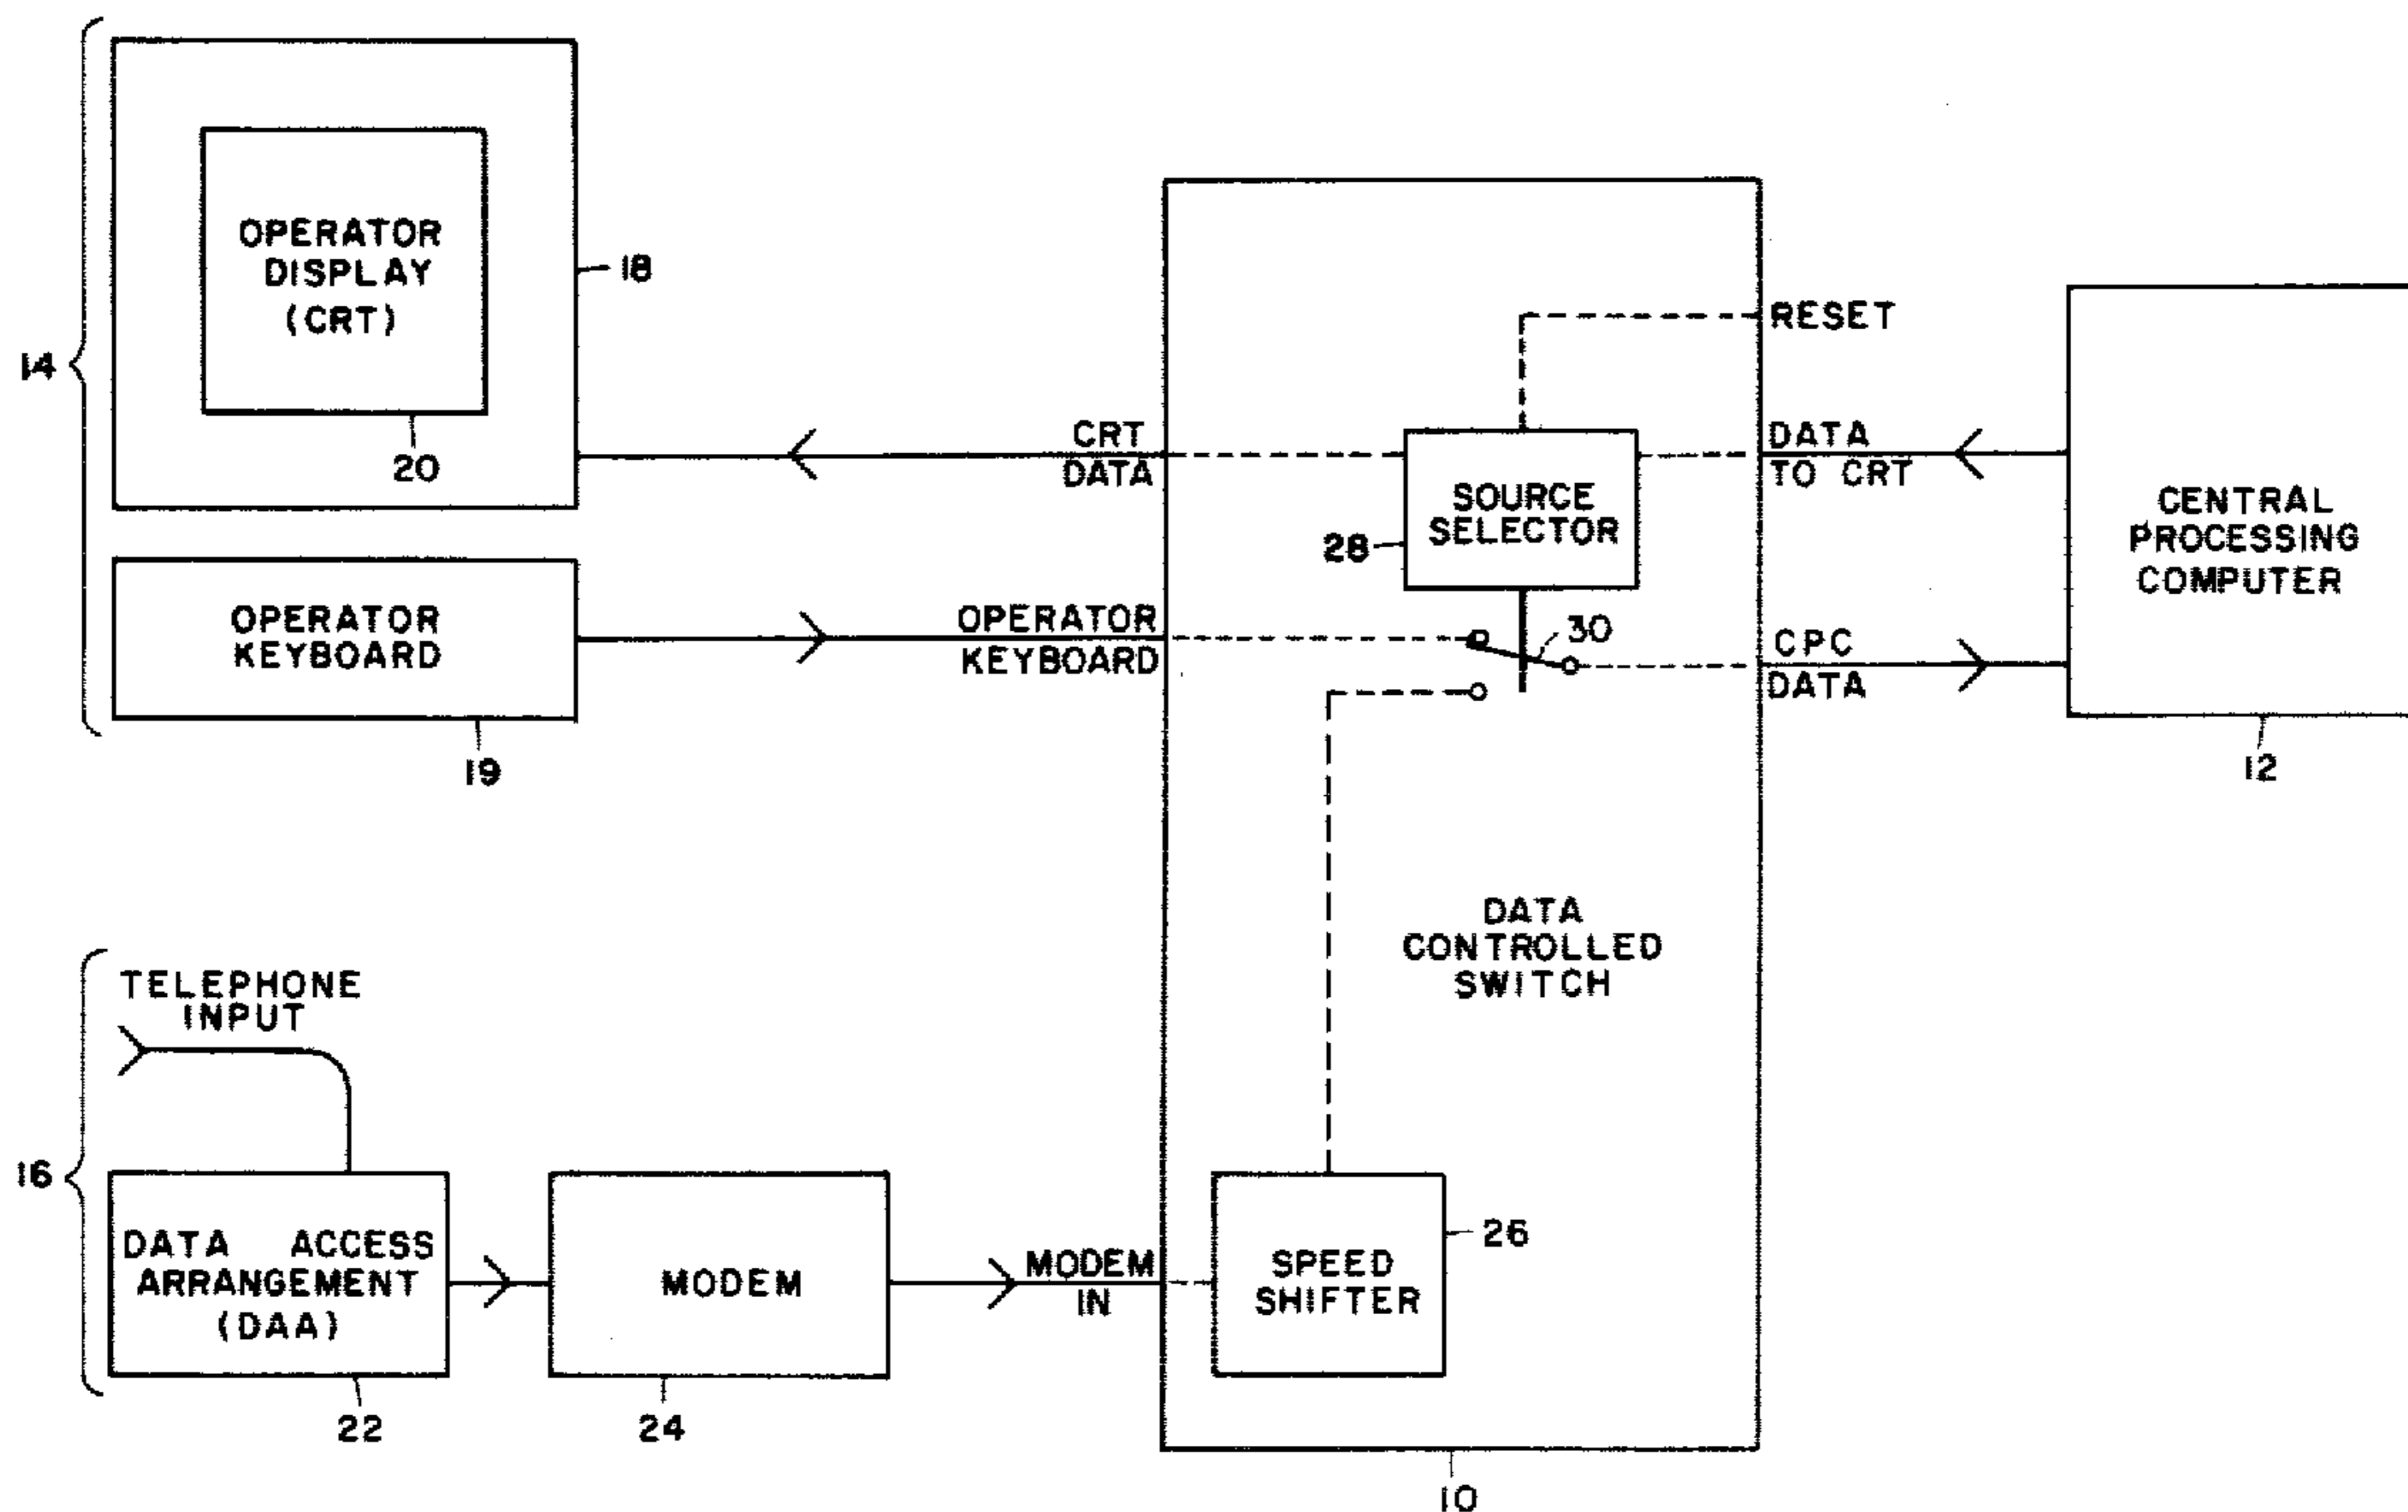 14
OPERATOR
DISPLAY
(CRT)
18
20
OPERATOR
KEYBOARD
19
CRT
DATA
OPERATOR
KEYBOARD
RESET
SOURCE
SELECTOR
28
30
DATA
TO CRT
CPC
DATA
CENTRAL
PROCESSING
COMPUTER
12
DATA
CONTROLLED
SWITCH
16
TELEPHONE
INPUT
DATA ACCESS
ARRANGEMENT
(DAA)
22
MODEM
24
MODEM
IN
SPEED
SHIFTER
26
10